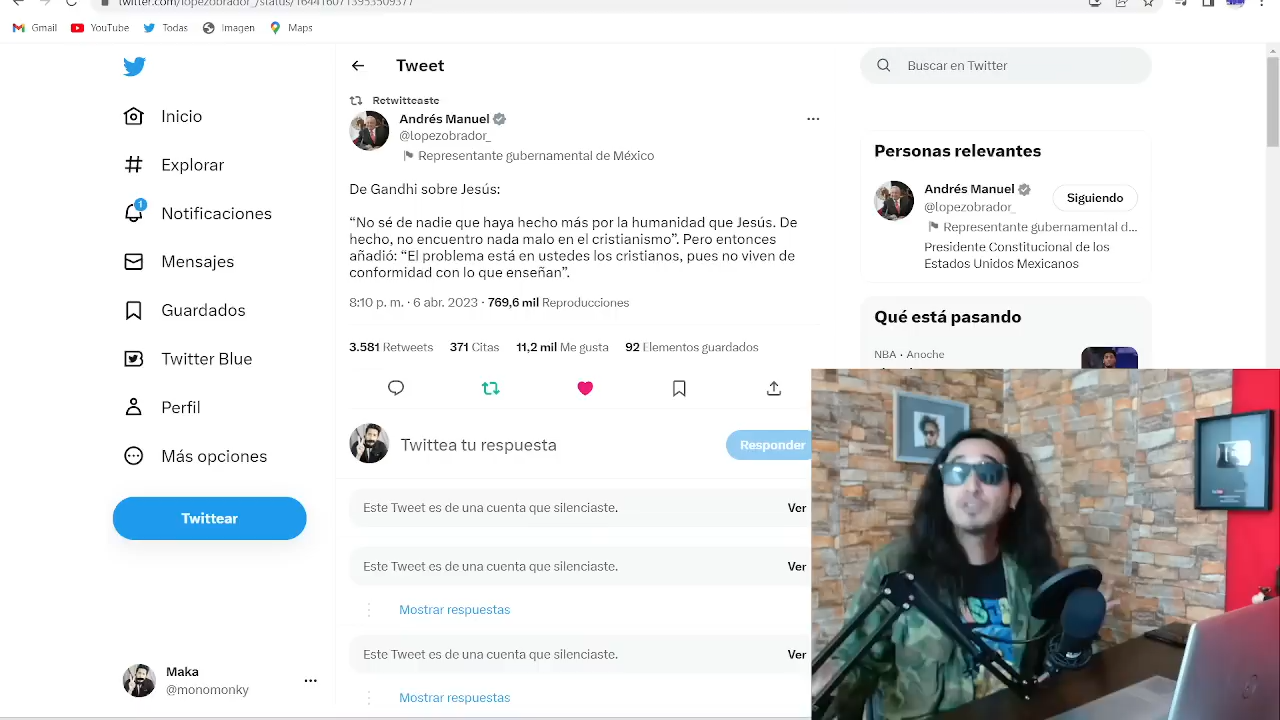 twitter.com/lopezobrador_/status/1644160713953509377
Gmail
YouTube
Todas
Imagen
Maps
Inicio
Explorar
1
Notificaciones
Mensajes
Guardados
Twitter Blue
Perfil
Más opciones
Twittear
Maka
@monomonky
Tweet
Retwitteaste
Andrés Manuel
@lopezobrador_
Representante gubernamental de México
De Gandhi sobre Jesús:
“No sé de nadie que haya hecho más por la humanidad que Jesús. De
hecho, no encuentro nada malo en el cristianismo”. Pero entonces
añadió: “El problema está en ustedes los cristianos, pues no viven de
conformidad con lo que enseñan”.
8:10 p. m. · 6 abr. 2023 · 769,6 mil Reproducciones
3.581 Retweets 371 Citas 11,2 mil Me gusta 92 Elementos guardados
Twittea tu respuesta
Responder
Este Tweet es de una cuenta que silenciaste.
Ver
Este Tweet es de una cuenta que silenciaste.
Ver
Mostrar respuestas
Este Tweet es de una cuenta que silenciaste.
Ver
Mostrar respuestas
Buscar en Twitter
Personas relevantes
Andrés Manuel
@lopezobrador_
Siguiendo
Representante gubernamental d...
Presidente Constitucional de los
Estados Unidos Mexicanos
Qué está pasando
NBA · Anoche